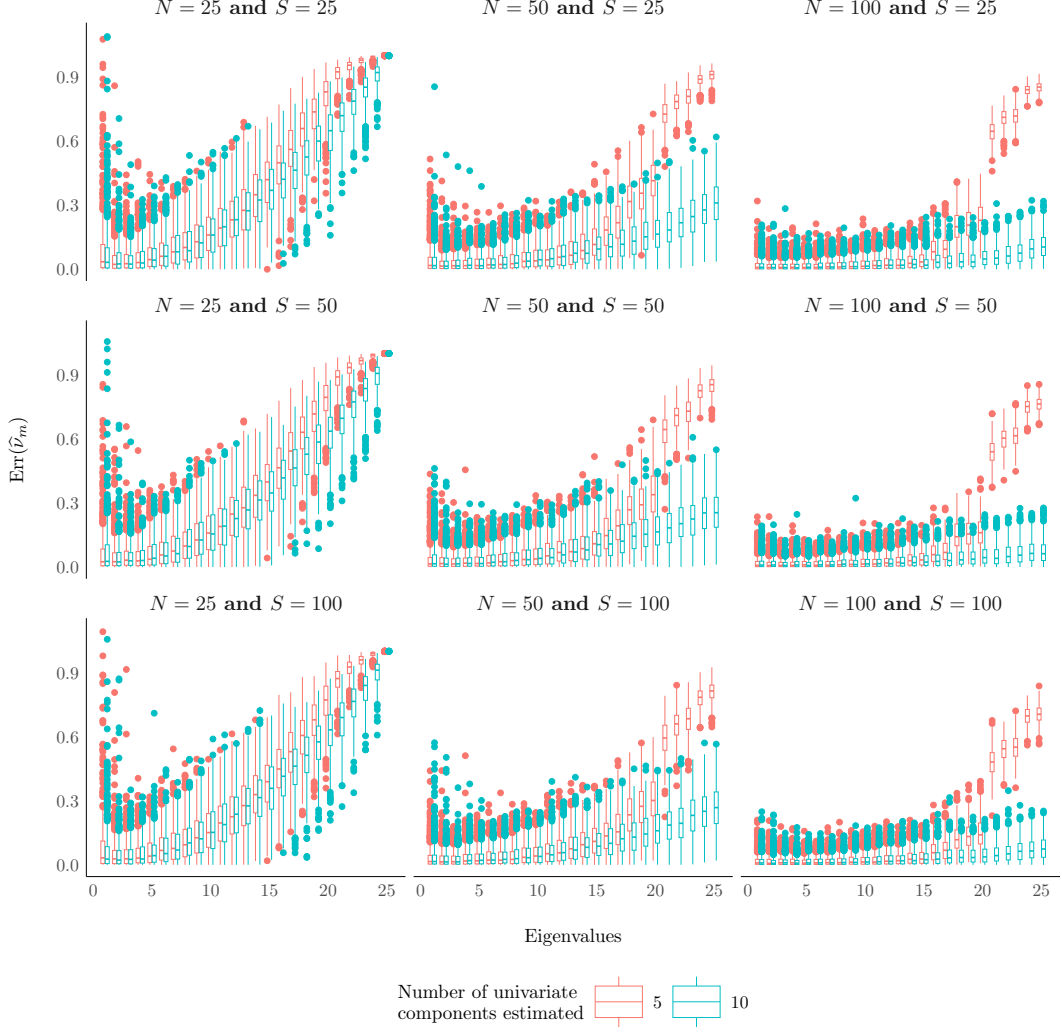 N = 25 and S = 25
N = 50 and S = 25
N = 100 and S = 25
0.9
0.6
0.3
0.0
N = 25 and S = 50
N = 50 and S = 50
N = 100 and S = 50
0.9
0.6
0.3
0.0
Err(ν̂ₘ)
N = 25 and S = 100
N = 50 and S = 100
N = 100 and S = 100
0.9
0.6
0.3
0.0
0 5 10 15 20 25 0 5 10 15 20 25 0 5 10 15 20 25
Eigenvalues
Number of univariate
components estimated
5
10